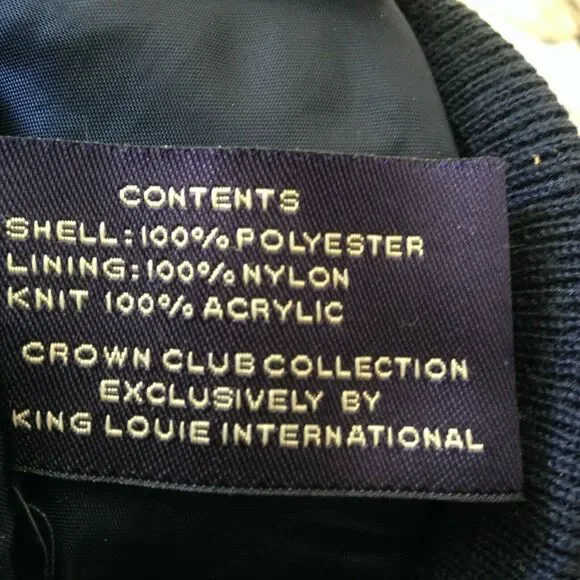 CONTENTS
SHELL:100% POLYESTER
LINING:100% NYLON
KNIT 100% ACRYLIC
CROWN CLUB COLLECTION
EXCLUSIVELY BY
KING LOUIE INTERNATIONAL